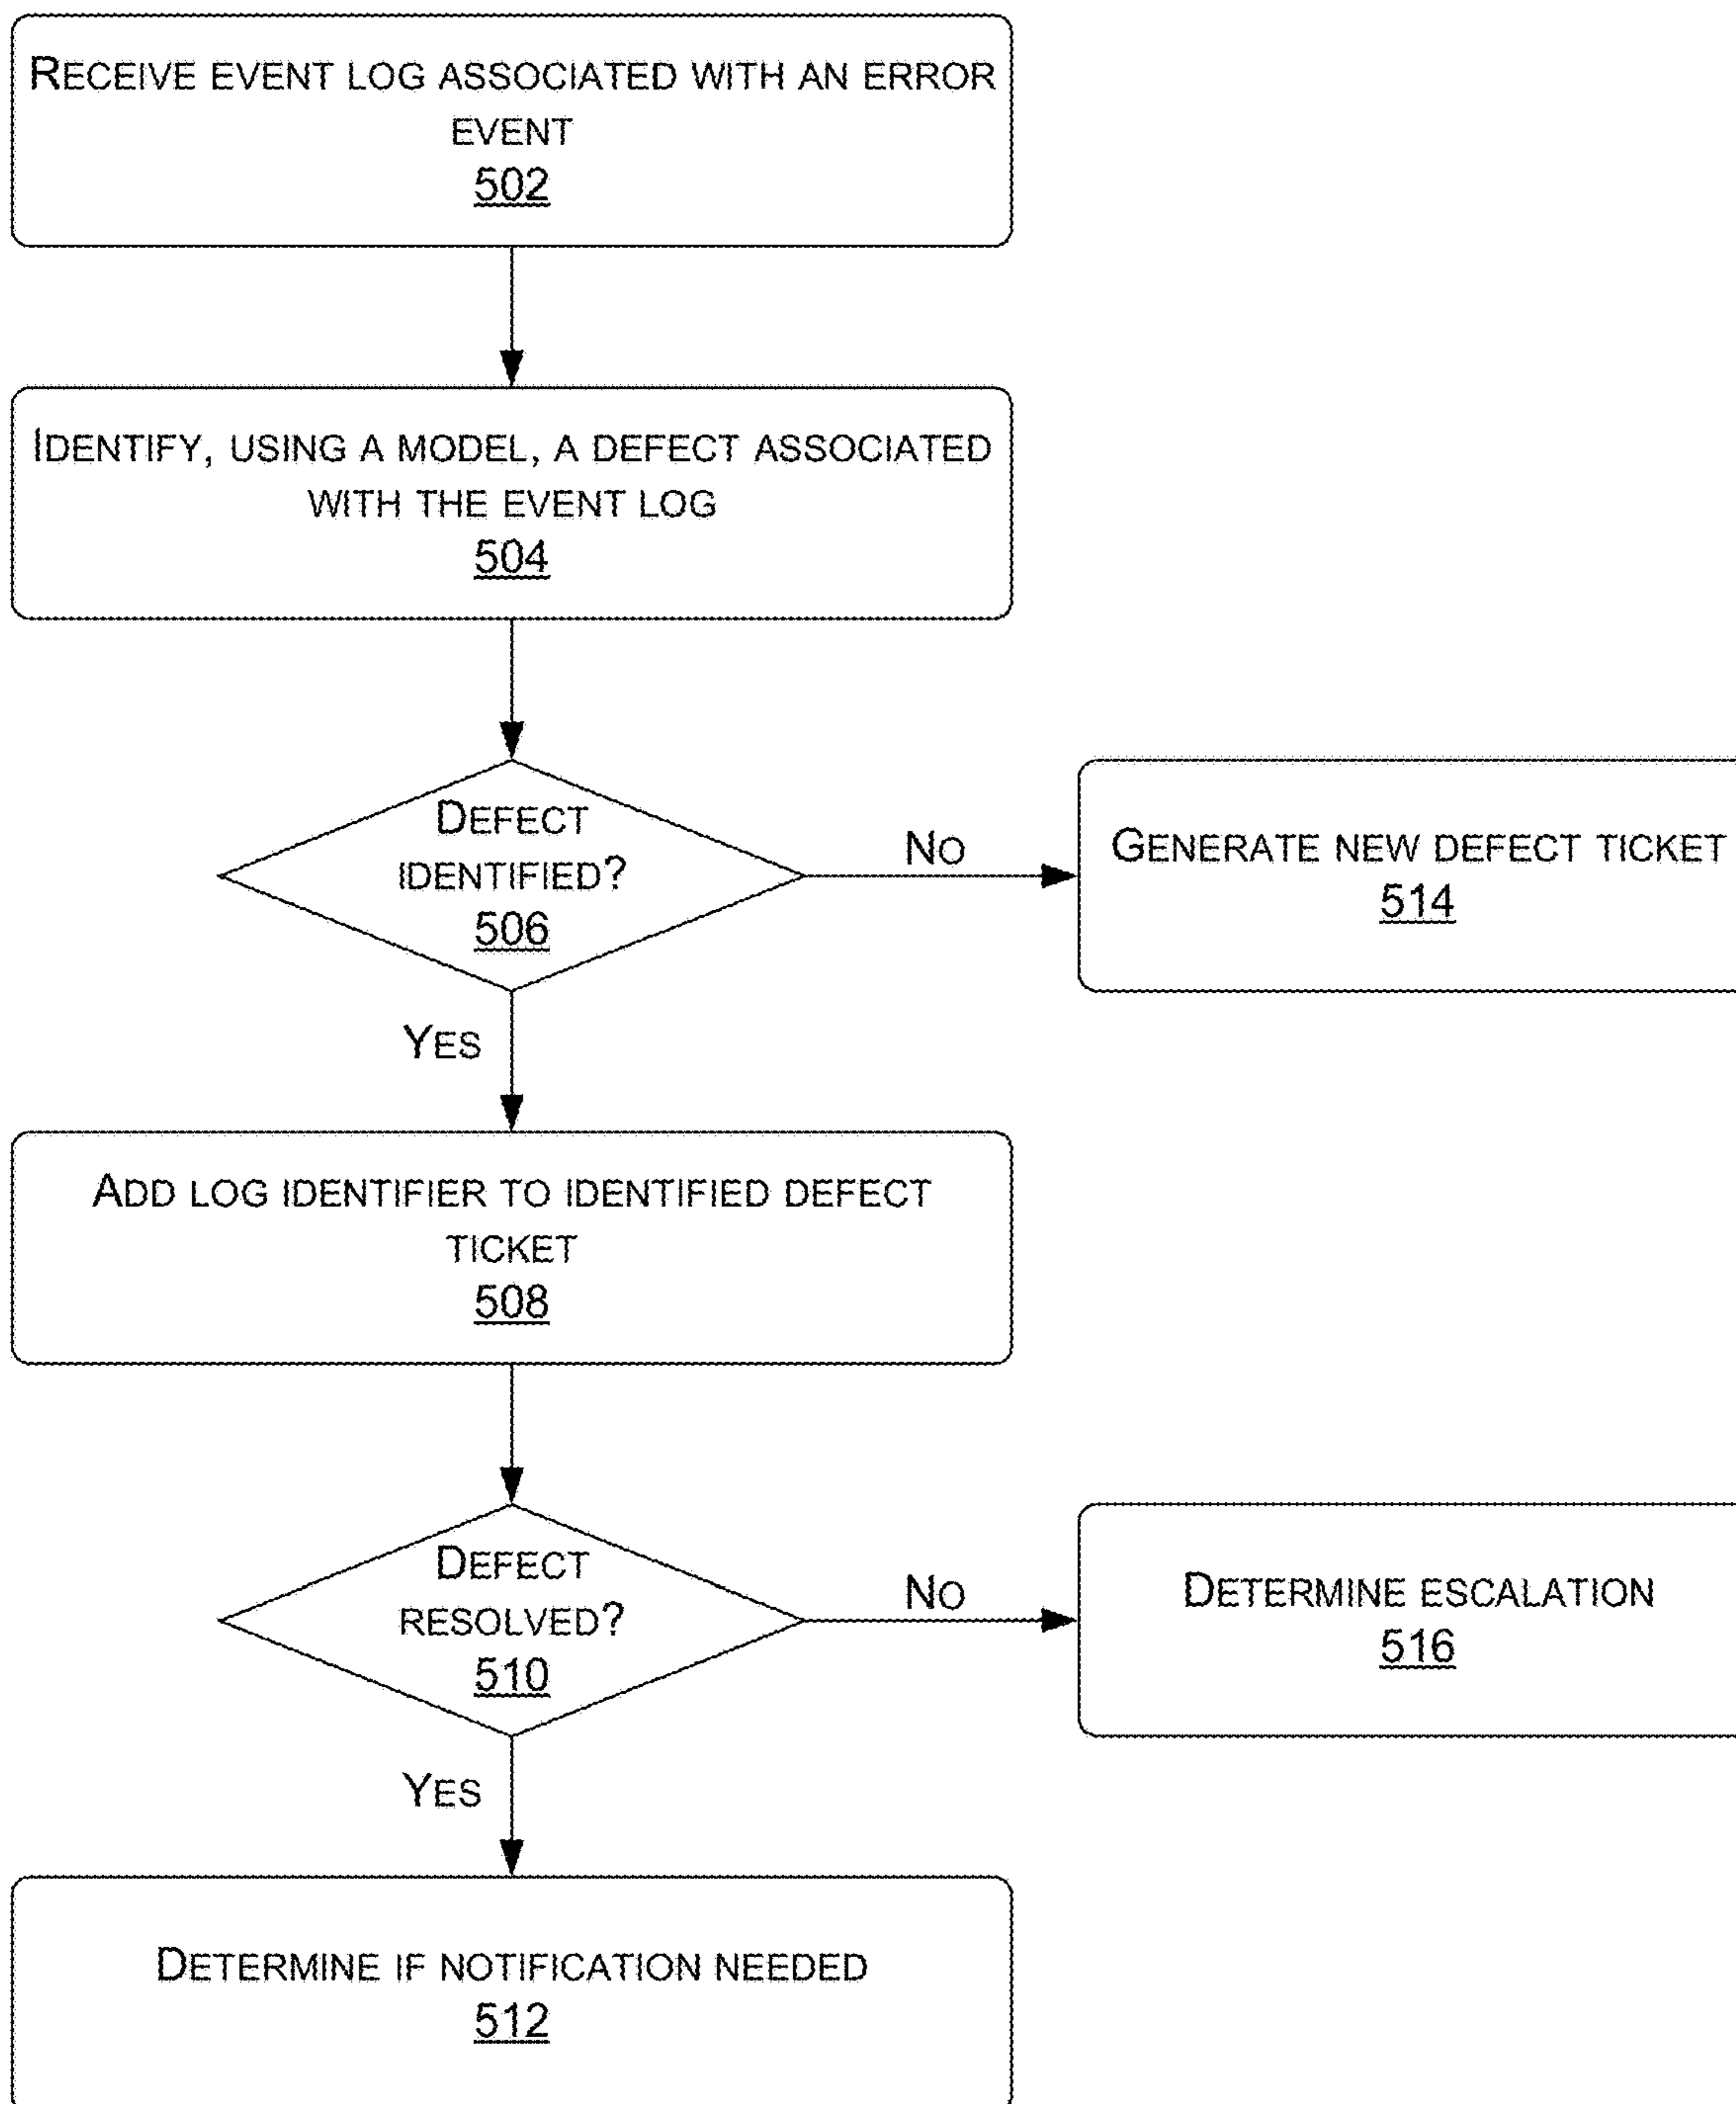 RECEIVE EVENT LOG ASSOCIATED WITH AN ERROR
EVENT
502
IDENTIFY, USING A MODEL, A DEFECT ASSOCIATED
WITH THE EVENT LOG
504
DEFECT
IDENTIFIED?
506
NO
GENERATE NEW DEFECT TICKET
514
YES
ADD LOG IDENTIFIER TO IDENTIFIED DEFECT
TICKET
508
DEFECT
RESOLVED?
510
NO
DETERMINE ESCALATION
516
YES
DETERMINE IF NOTIFICATION NEEDED
512